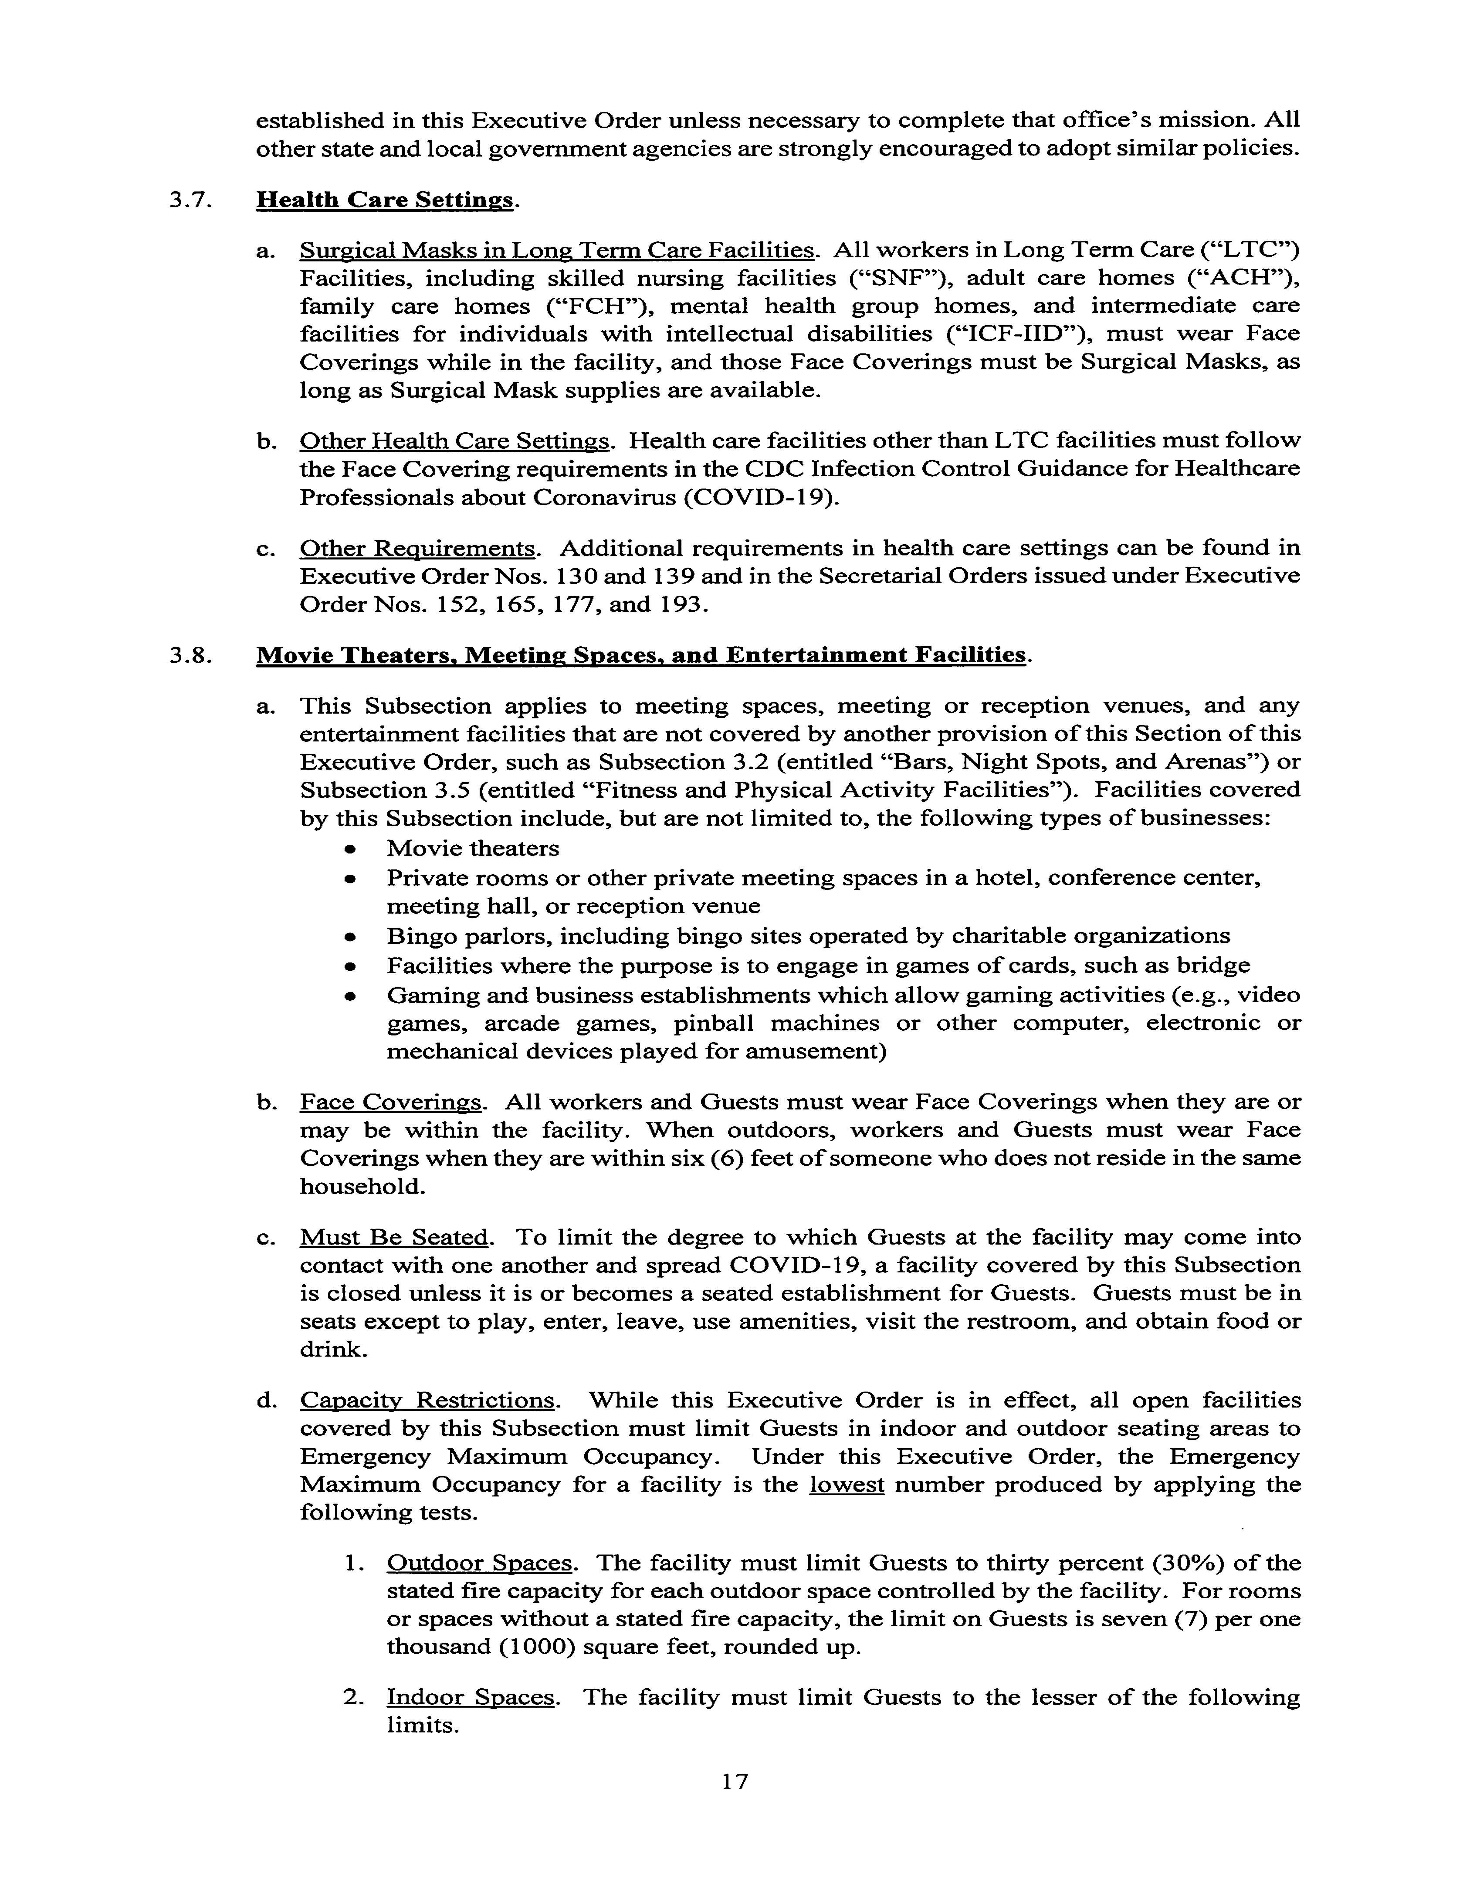 established in this Executive Order unless necessary to complete that office's mission. All
other state and local government agencies are strongly encouraged to adopt similar policies.
3.7. Health Care Settings.
a. Surgical Masks in Long Term Care Facilities. All workers in Long Term Care ("LTC")
Facilities, including skilled nursing facilities ("SNF"), adult care homes ("ACH"),
family care homes ("FCH"), mental health group homes, and intermediate care
facilities for individuals with intellectual disabilities ("ICF-IID"), must wear Face
Coverings while in the facility, and those Face Coverings must be Surgical Masks, as
long as Surgical Mask supplies are available.
b. Other Health Care Settings. Health care facilities other than LTC facilities must follow
the Face Covering requirements in the CDC Infection Control Guidance for Healthcare
Professionals about Coronavirus (COVID-19).
c. Other Requirements. Additional requirements in health care settings can be found in
Executive Order Nos. 130 and 139 and in the Secretarial Orders issued under Executive
Order Nos. 152, 165, 177, and 193.
3.8. Movie Theaters, Meeting Spaces, and Entertainment Facilities.
a. This Subsection applies to meeting spaces, meeting or reception venues, and any
entertainment facilities that are not covered by another provision of this Section of this
Executive Order, such as Subsection 3.2 (entitled "Bars, Night Spots, and Arenas") or
Subsection 3.5 (entitled "Fitness and Physical Activity Facilities"). Facilities covered
by this Subsection include, but are not limited to, the following types of businesses:
• Movie theaters
• Private rooms or other private meeting spaces in a hotel, conference center,
meeting hall, or reception venue
• Bingo parlors, including bingo sites operated by charitable organizations
• Facilities where the purpose is to engage in games of cards, such as bridge
• Gaming and business establishments which allow gaming activities (e.g., video
games, arcade games, pinball machines or other computer, electronic or
mechanical devices played for amusement)
b. Face Coverings. All workers and Guests must wear Face Coverings when they are or
may be within the facility. When outdoors, workers and Guests must wear Face
Coverings when they are within six (6) feet of someone who does not reside in the same
household.
c. Must Be Seated. To limit the degree to which Guests at the facility may come into
contact with one another and spread COVID-19, a facility covered by this Subsection
is closed unless it is or becomes a seated establishment for Guests. Guests must be in
seats except to play, enter, leave, use amenities, visit the restroom, and obtain food or
drink.
d. Capacity Restrictions. While this Executive Order is in effect, all open facilities
covered by this Subsection must limit Guests in indoor and outdoor seating areas to
Emergency Maximum Occupancy. Under this Executive Order, the Emergency
Maximum Occupancy for a facility is the lowest number produced by applying the
following tests.
1. Outdoor Spaces. The facility must limit Guests to thirty percent (30%) of the
stated fire capacity for each outdoor space controlled by the facility. For rooms
or spaces without a stated fire capacity, the limit on Guests is seven (7) per one
thousand (1000) square feet, rounded up.
2. Indoor Spaces. The facility must limit Guests to the lesser of the following
limits.
17